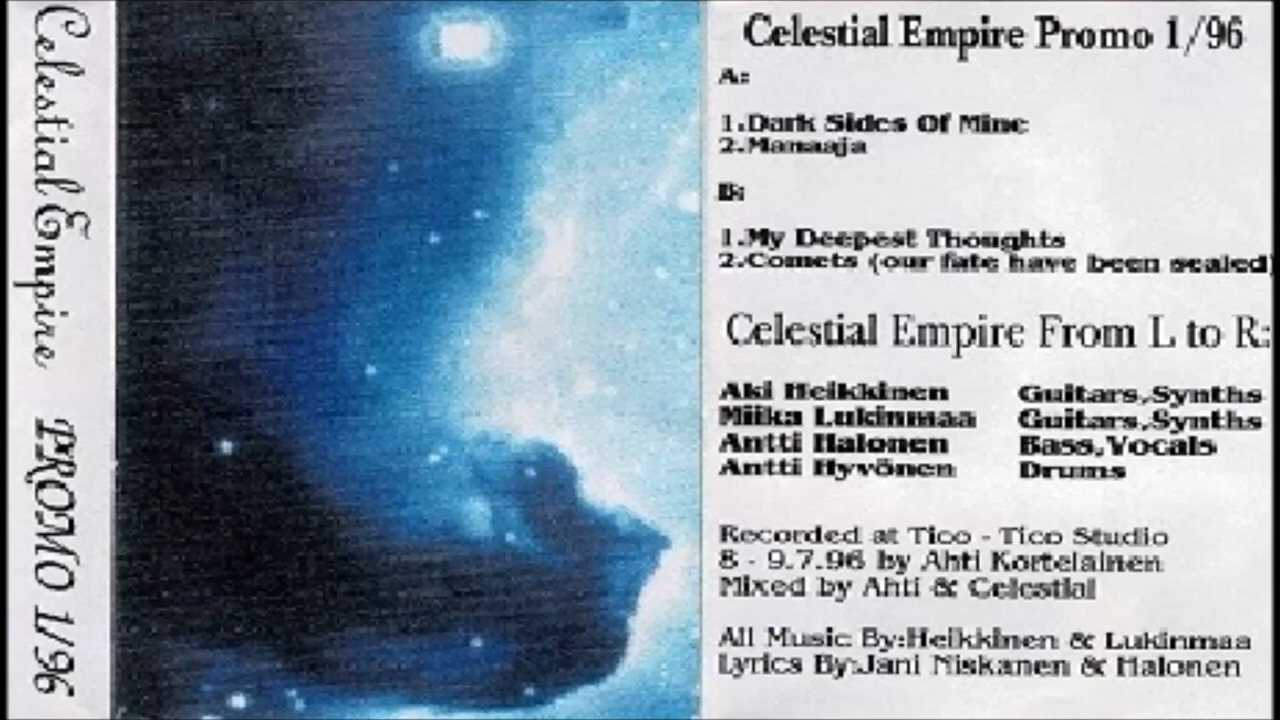 Celestial Empire PROMO 1/96
Celestial Empire Promo 1/96
A:
1.Dark Sides Of Mine
2.Manaaja
B:
1.My Deepest Thoughts
2.Comets (our fate have been sealed)
Celestial Empire From L to R:
Aki Heikkinen Guitars,Synths
Miika Lukinmaa Guitars,Synths
Antti Halonen Bass,Vocals
Antti Hyvönen Drums
Recorded at Tico - Tico Studio
8 - 9.7.96 by Ahti Kortelainen
Mixed by Ahti & Celestial
All Music By:Heikkinen & Lukinmaa
Lyrics By:Jani Niskanen & Halonen